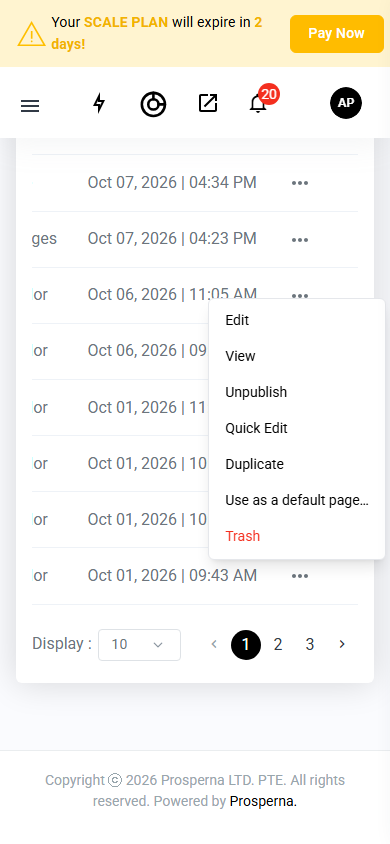 Your SCALE PLAN will expire in 2
days!
Pay Now
20
AP
Oct 07, 2026 | 04:34 PM
ges Oct 07, 2026 | 04:23 PM
or Oct 06, 2026 | 11:05 AM
or Oct 06, 2026 | 09
or Oct 01, 2026 | 11
or Oct 01, 2026 | 10
or Oct 01, 2026 | 10
or Oct 01, 2026 | 09:43 AM
Edit
View
Unpublish
Quick Edit
Duplicate
Use as a default page...
Trash
Display : 10
1 2 3
Copyright © 2026 Prosperna LTD. PTE. All rights
reserved. Powered by Prosperna.